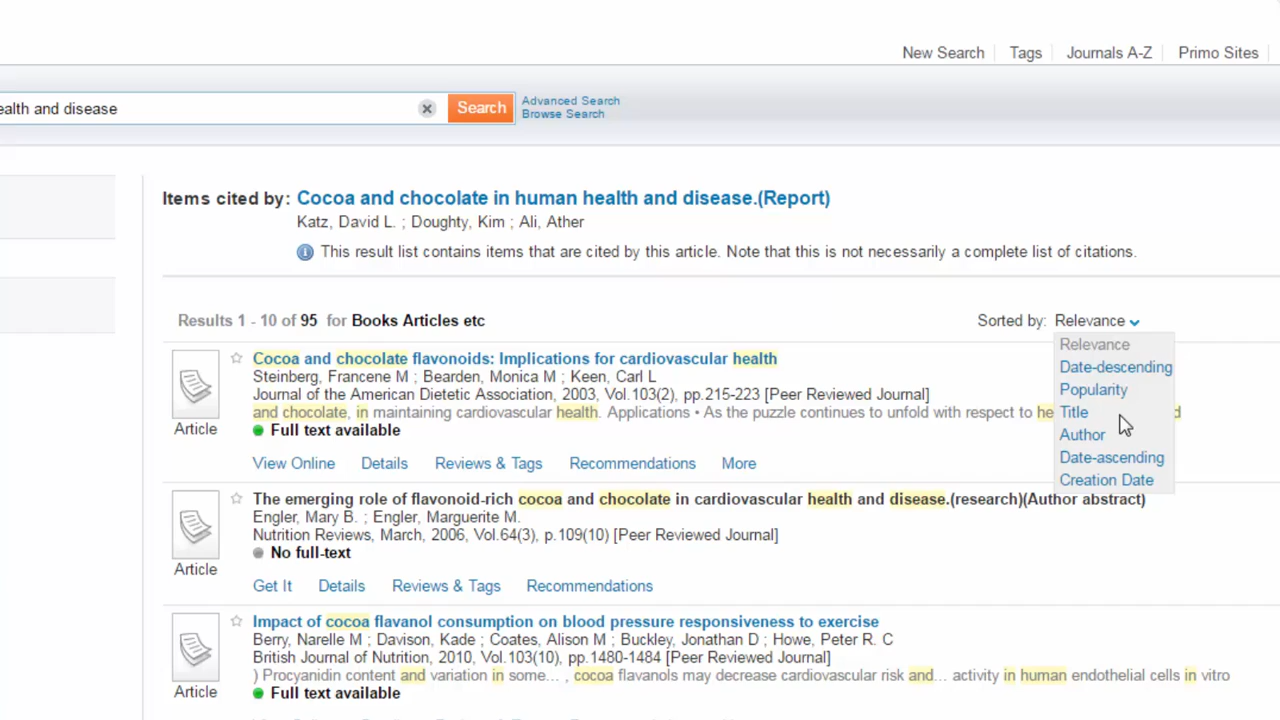 New Search Tags Journals A-Z Primo Sites
ealth and disease Search Advanced Search
Browse Search
Items cited by: Cocoa and chocolate in human health and disease.(Report)
Katz, David L. ; Doughty, Kim ; Ali, Ather
This result list contains items that are cited by this article. Note that this is not necessarily a complete list of citations.
Results 1 - 10 of 95 for Books Articles etc
Sorted by: Relevance
Relevance
Date-descending
Popularity
Title
Author
Date-ascending
Creation Date
Cocoa and chocolate flavonoids: Implications for cardiovascular health
Steinberg, Francene M ; Bearden, Monica M ; Keen, Carl L
Journal of the American Dietetic Association, 2003, Vol.103(2), pp.215-223 [Peer Reviewed Journal]
and chocolate, in maintaining cardiovascular health. Applications • As the puzzle continues to unfold with respect to he d
Article
Full text available
View Online Details Reviews & Tags Recommendations More
The emerging role of flavonoid-rich cocoa and chocolate in cardiovascular health and disease.(research)(Author abstract)
Engler, Mary B. ; Engler, Marguerite M.
Nutrition Reviews, March, 2006, Vol.64(3), p.109(10) [Peer Reviewed Journal]
No full-text
Article
Get It Details Reviews & Tags Recommendations
Impact of cocoa flavanol consumption on blood pressure responsiveness to exercise
Berry, Narelle M ; Davison, Kade ; Coates, Alison M ; Buckley, Jonathan D ; Howe, Peter R. C
British Journal of Nutrition, 2010, Vol.103(10), pp.1480-1484 [Peer Reviewed Journal]
) Procyanidin content and variation in some... , cocoa flavanols may decrease cardiovascular risk and... activity in human endothelial cells in vitro
Article
Full text available